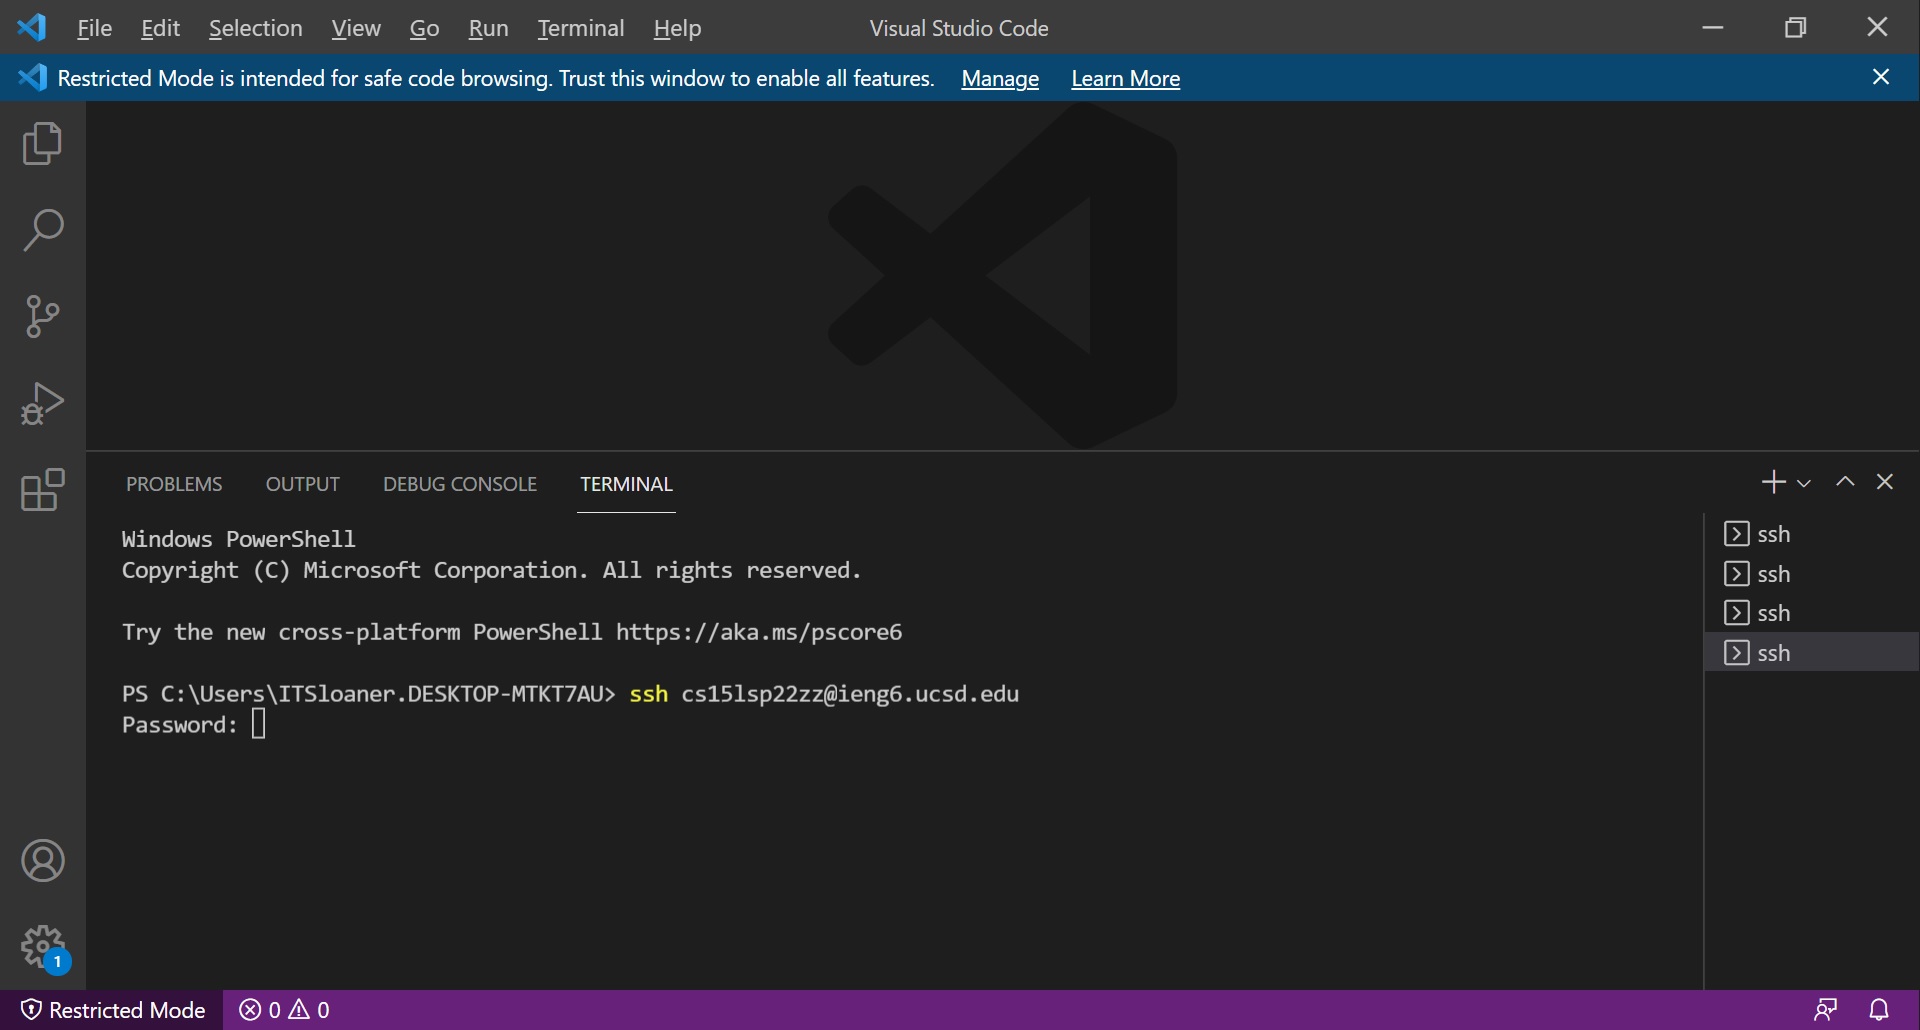 File Edit Selection View Go Run Terminal Help Visual Studio Code
Restricted Mode is intended for safe code browsing. Trust this window to enable all features. Manage Learn More
PROBLEMS OUTPUT DEBUG CONSOLE TERMINAL
Windows PowerShell
Copyright (C) Microsoft Corporation. All rights reserved.
Try the new cross-platform PowerShell https://aka.ms/pscore6
PS C:\Users\ITSloaner.DESKTOP-MTKT7AU> ssh cs15lsp22zz@ieng6.ucsd.edu
Password:
ssh
ssh
ssh
ssh
1
Restricted Mode 0 0